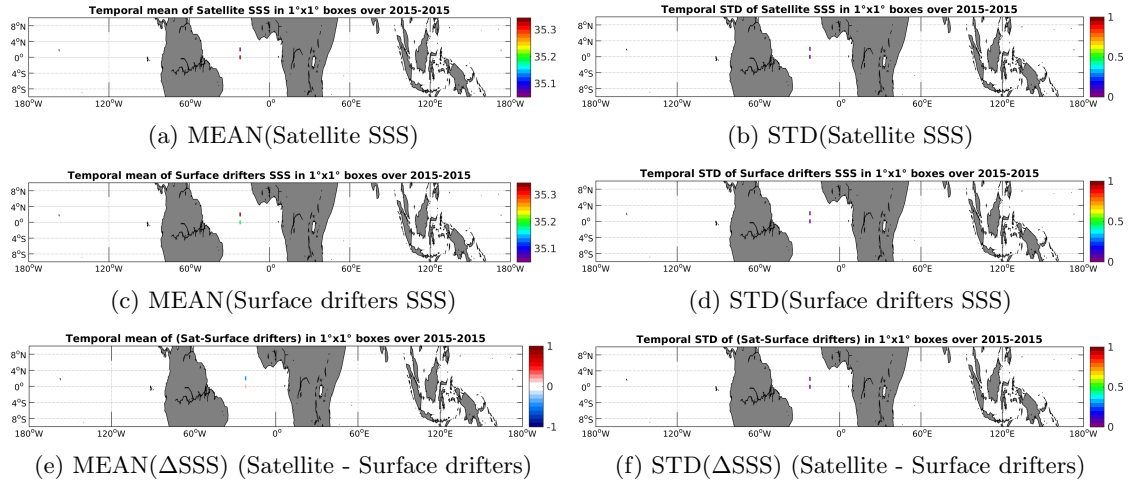 Temporal mean of Satellite SSS in 1°x1° boxes over 2015-2015
8°N
4°N
0°
4°S
8°S
180°W 120°W 60°W 0° 60°E 120°E 180°W
35.3
35.2
35.1
(a) MEAN(Satellite SSS)
Temporal STD of Satellite SSS in 1°x1° boxes over 2015-2015
8°N
4°N
0°
4°S
8°S
180°W 120°W 60°W 0° 60°E 120°E 180°W
1
0.5
0
(b) STD(Satellite SSS)
Temporal mean of Surface drifters SSS in 1°x1° boxes over 2015-2015
8°N
4°N
0°
4°S
8°S
180°W 120°W 60°W 0° 60°E 120°E 180°W
35.3
35.2
35.1
(c) MEAN(Surface drifters SSS)
Temporal STD of Surface drifters SSS in 1°x1° boxes over 2015-2015
8°N
4°N
0°
4°S
8°S
180°W 120°W 60°W 0° 60°E 120°E 180°W
1
0.5
0
(d) STD(Surface drifters SSS)
Temporal mean of (Sat-Surface drifters) in 1°x1° boxes over 2015-2015
8°N
4°N
0°
4°S
8°S
180°W 120°W 60°W 0° 60°E 120°E 180°W
1
0.5
0
-0.5
-1
(e) MEAN(ΔSSS) (Satellite - Surface drifters)
Temporal STD of (Sat-Surface drifters) in 1°x1° boxes over 2015-2015
8°N
4°N
0°
4°S
8°S
180°W 120°W 60°W 0° 60°E 120°E 180°W
1
0.5
0
(f) STD(ΔSSS) (Satellite - Surface drifters)